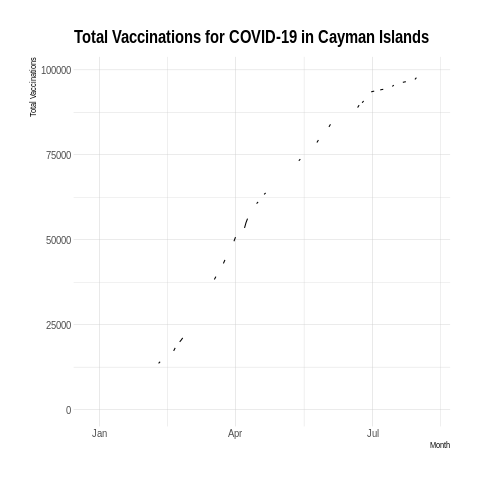 Total Vaccinations for COVID-19 in Cayman Islands
Total Vaccinations
100000
75000
50000
25000
0
Jan
Apr
Jul
Month